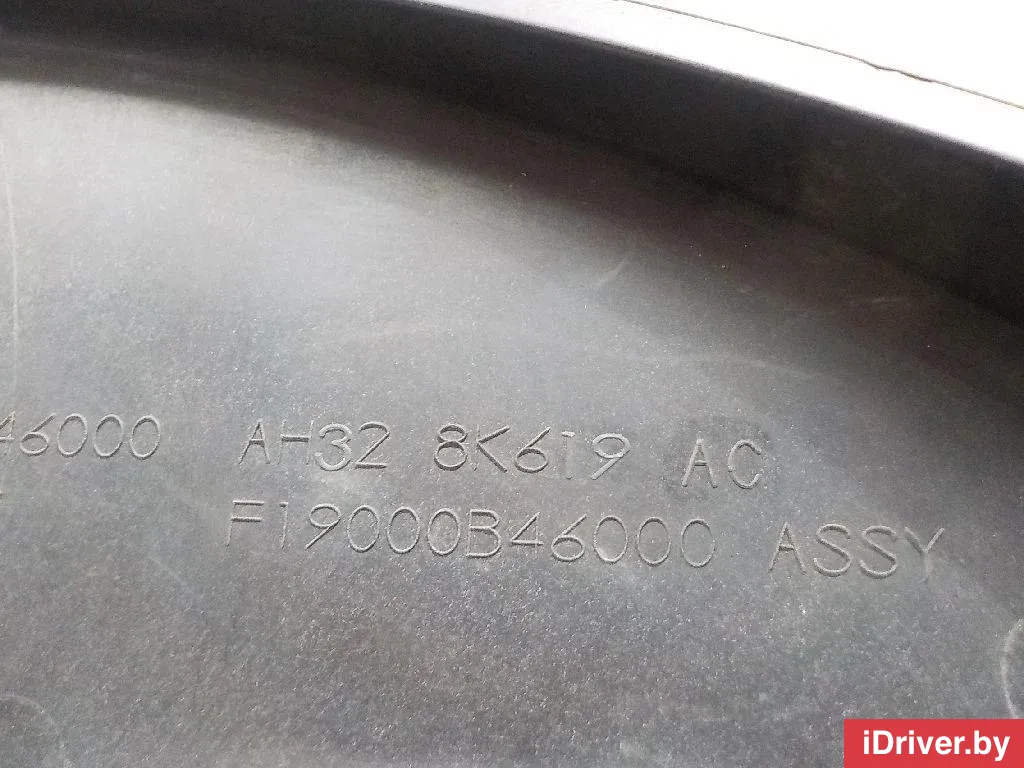 46000 AH32 8K619 AC
F19000B46000 ASSY
iDriver.by